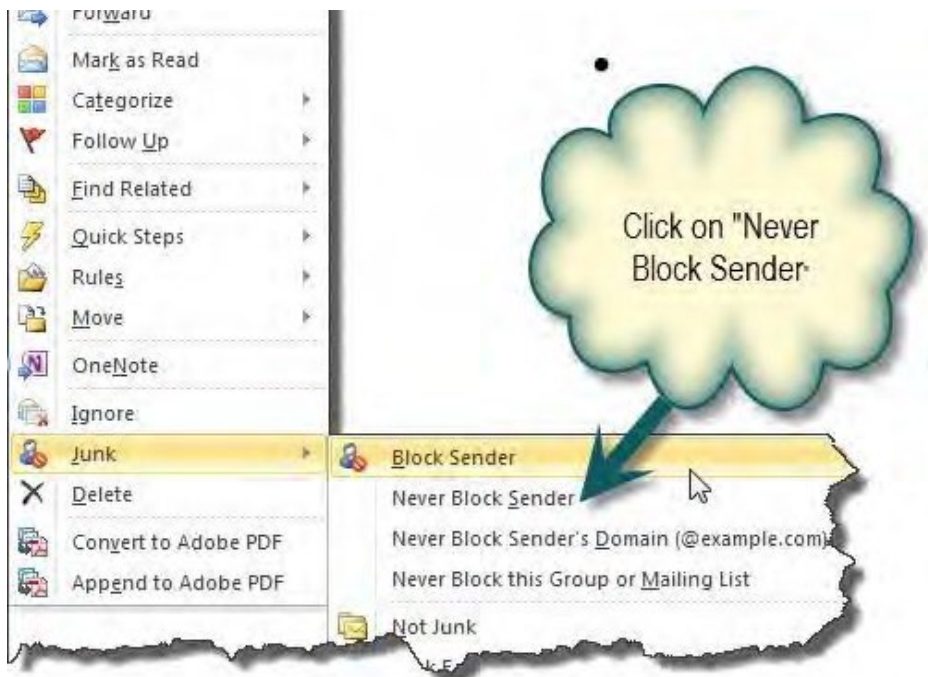 Forward
Mark as Read
Categorize
Follow Up
Find Related
Quick Steps
Rules
Move
OneNote
Ignore
Junk
Delete
Convert to Adobe PDF
Append to Adobe PDF
Click on "Never
Block Sender"
Block Sender
Never Block Sender
Never Block Sender's Domain (@example.com)
Never Block this Group or Mailing List
Not Junk